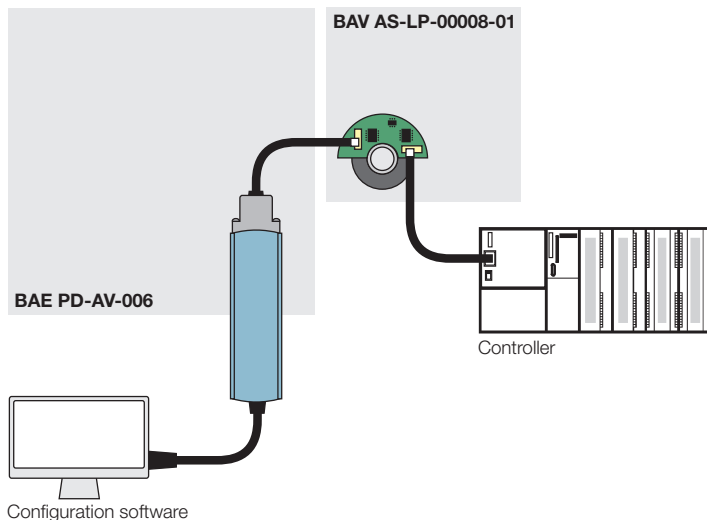 BAV AS-LP-00008-01
BAE PD-AV-006
Controller
Configuration software